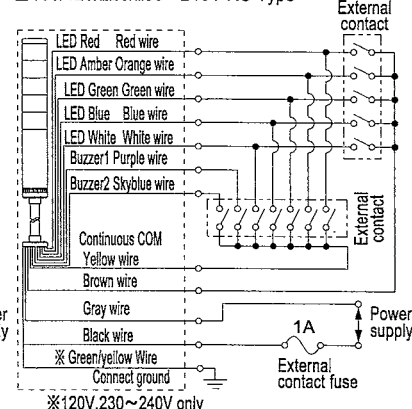 External
contact
LED Red Red wire
LED Amber Orange wire
LED Green Green wire
LED Blue Blue wire
LED White White wire
Buzzer1 Purple wire
Buzzer2 Skyblue wire
External
contact
Continuous COM
Yellow wire
Brown wire
Gray wire
Power
supply
Black wire
1A
※ Green/yellow Wire
External
contact fuse
Connect ground
※120V,230~240V only